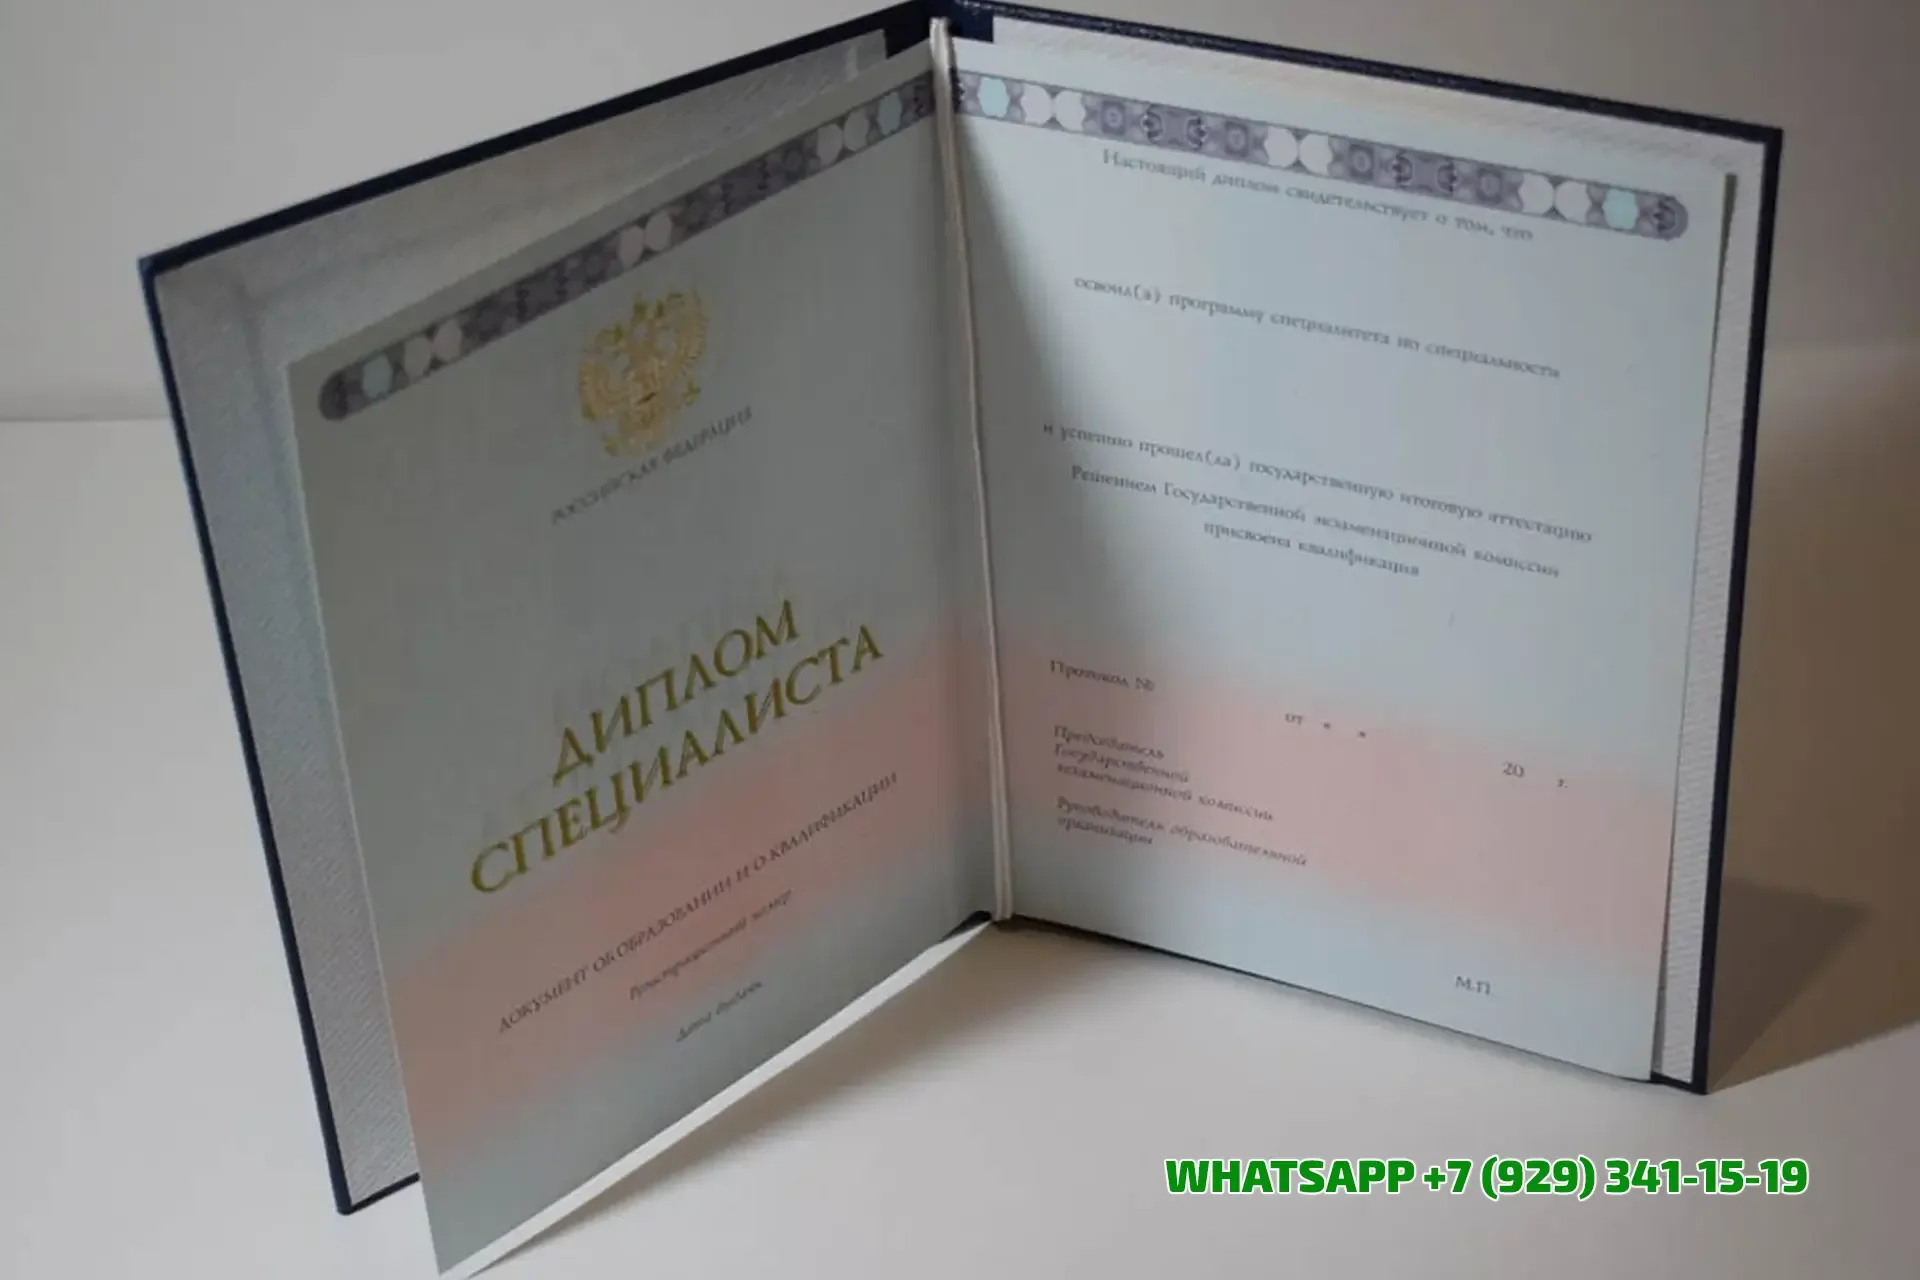 РОССИЙСКАЯ ФЕДЕРАЦИЯ
ДИПЛОМ
СПЕЦИАЛИСТА
ДОКУМЕНТ ОБ ОБРАЗОВАНИИ И О КВАЛИФИКАЦИИ
Регистрационный номер
Дата выдачи
Настоящий диплом свидетельствует о том, что
освоил(а) программу специалитета по специальности
и успешно прошел(ла) государственную итоговую аттестацию
Решением Государственной экзаменационной комиссии
присвоена квалификация
Протокол №
от « » 20 г.
Председатель
Государственной
экзаменационной комиссии
Руководитель образовательной
организации
М.П.
WHATSAPP +7 (929) 341-15-19